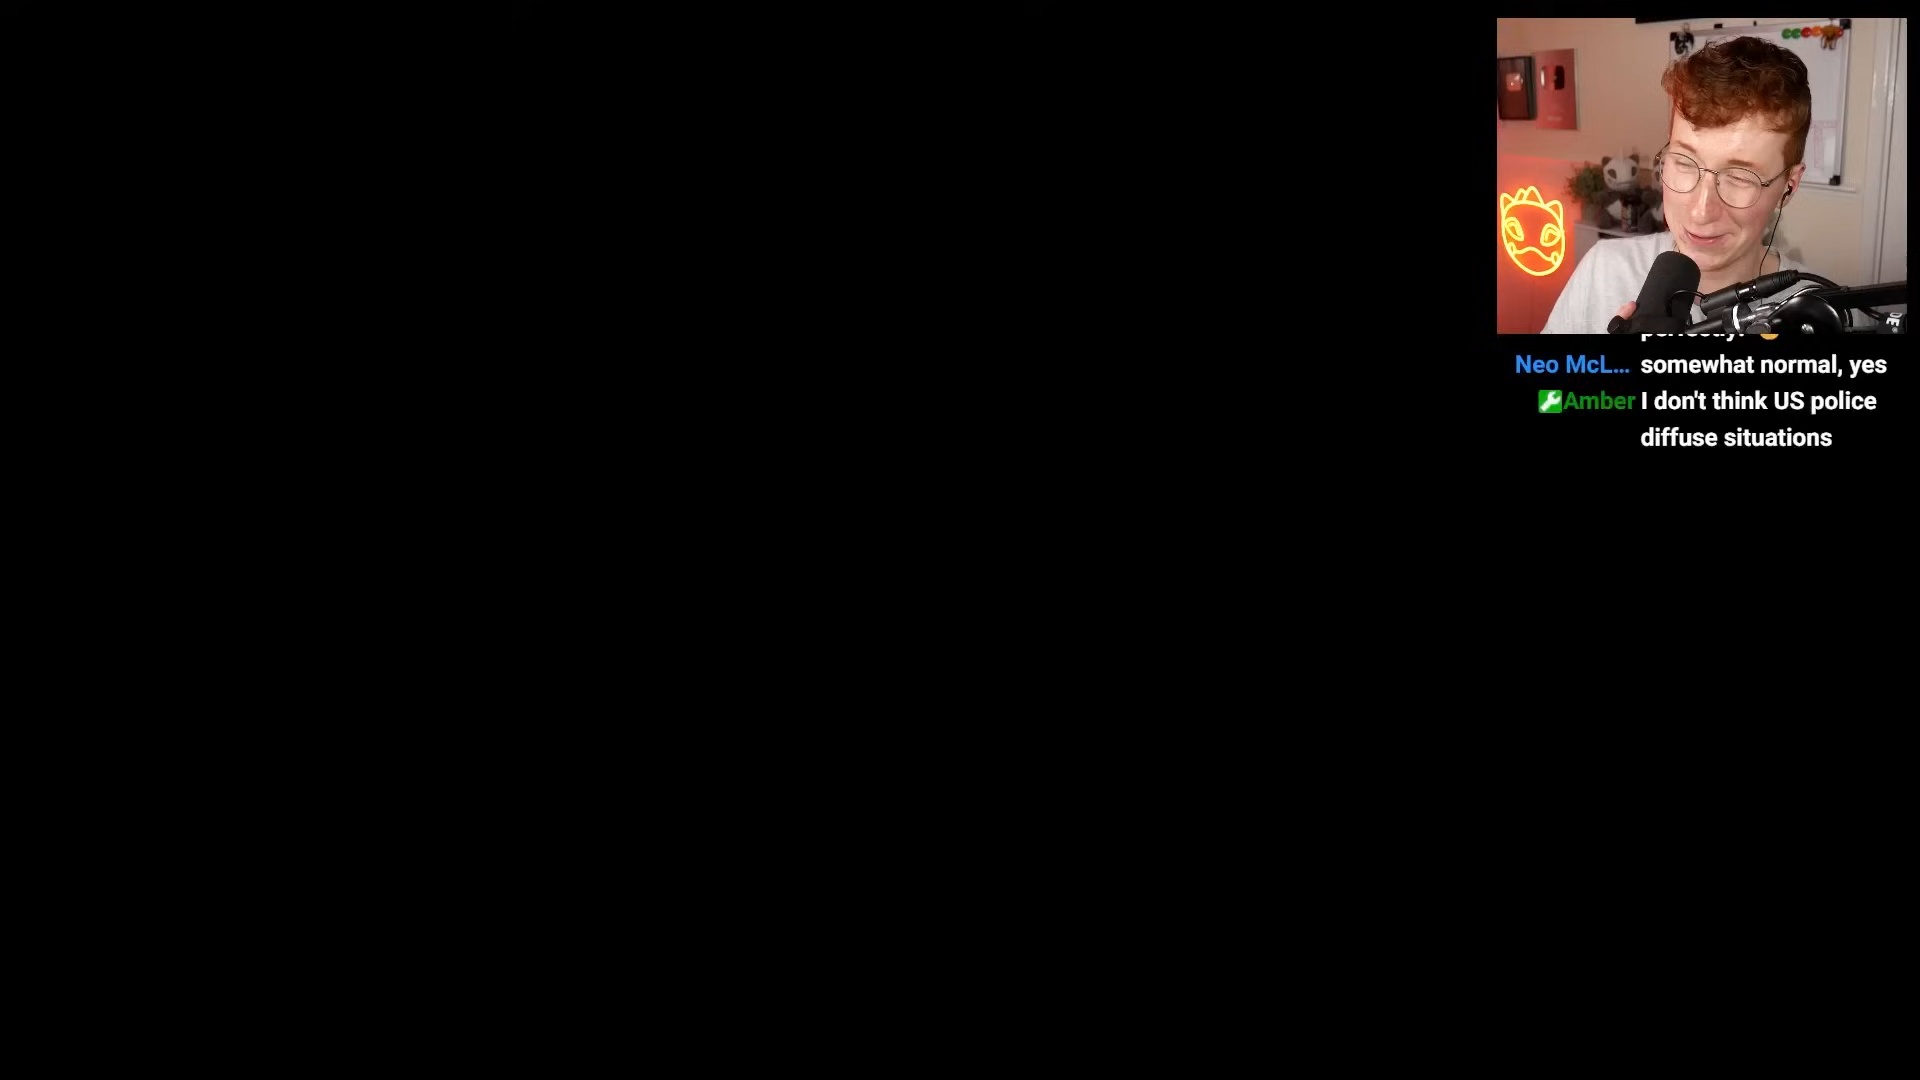 Neo McL... somewhat normal, yes
Amber I don't think US police
diffuse situations